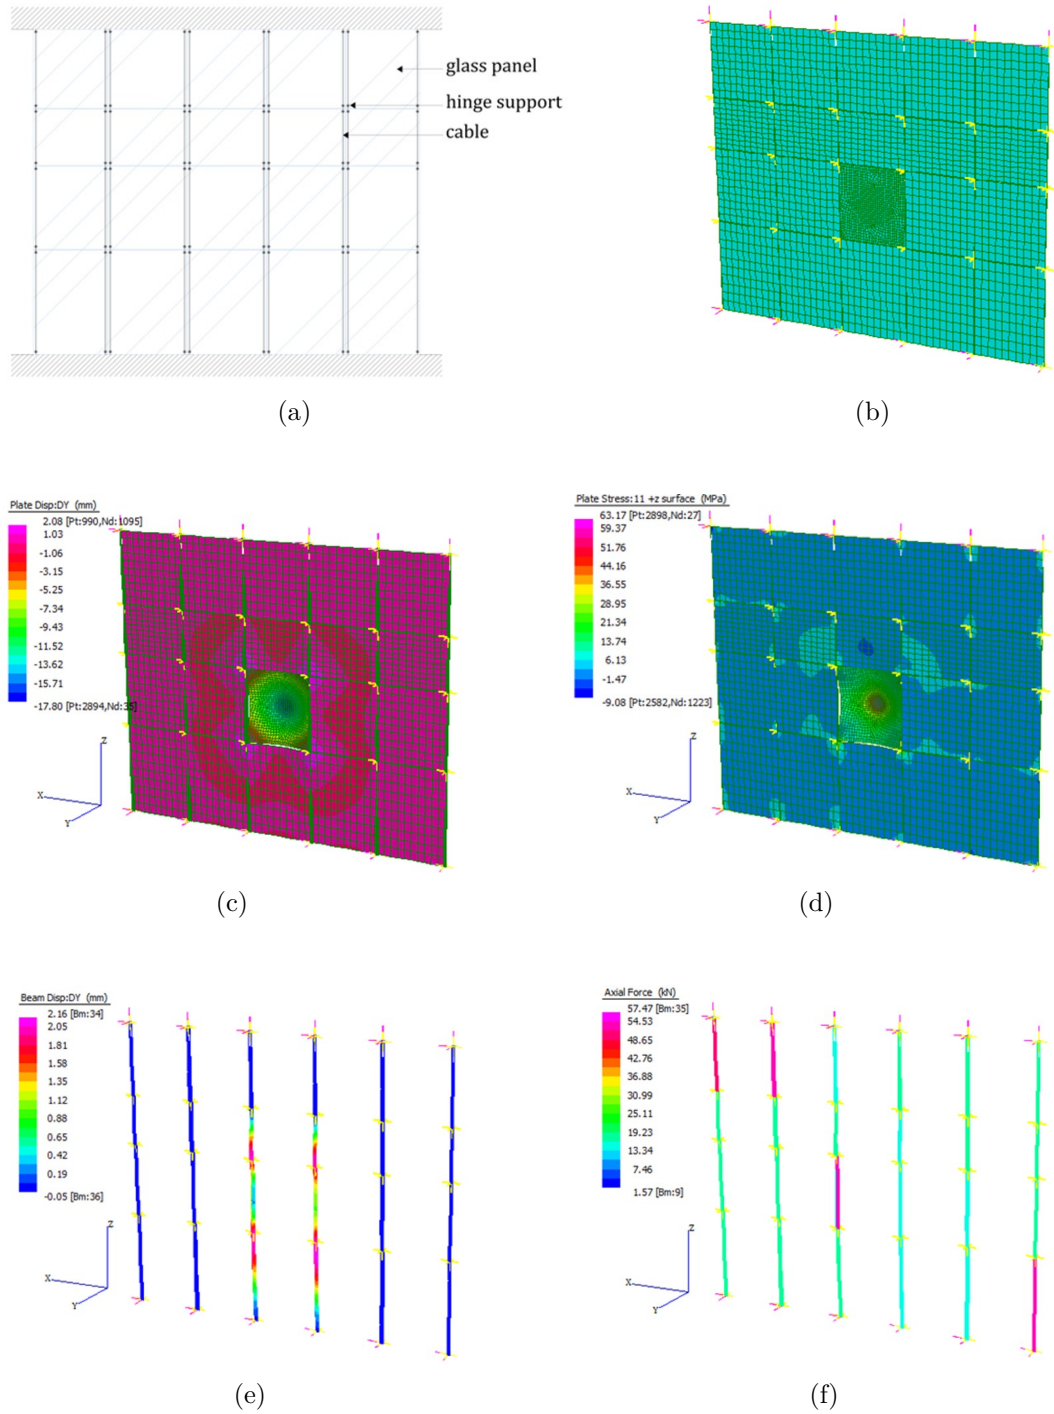 glass panel
hinge support
cable
(a)
(b)
Plate Disp:DY (mm)
2.08 [Pt:990,Nd:1095]
1.03
-1.06
-3.15
-5.25
-7.34
-9.43
-11.52
-13.62
-15.71
-17.80 [Pt:2894,Nd:35]
Z
X
Y
(c)
Plate Stress:11 +z surface (MPa)
63.17 [Pt:2898,Nd:27]
59.37
51.76
44.16
36.55
28.95
21.34
13.74
6.13
-1.47
-9.08 [Pt:2582,Nd:1223]
Z
X
Y
(d)
Beam Disp:DY (mm)
2.16 [Bm:34]
2.05
1.81
1.58
1.35
1.12
0.88
0.65
0.42
0.19
-0.05 [Bm:36]
Z
X
Y
(e)
Axial Force (kN)
57.47 [Bm:35]
54.53
48.65
42.76
36.88
30.99
25.11
19.23
13.34
7.46
1.57 [Bm:9]
Z
X
Y
(f)